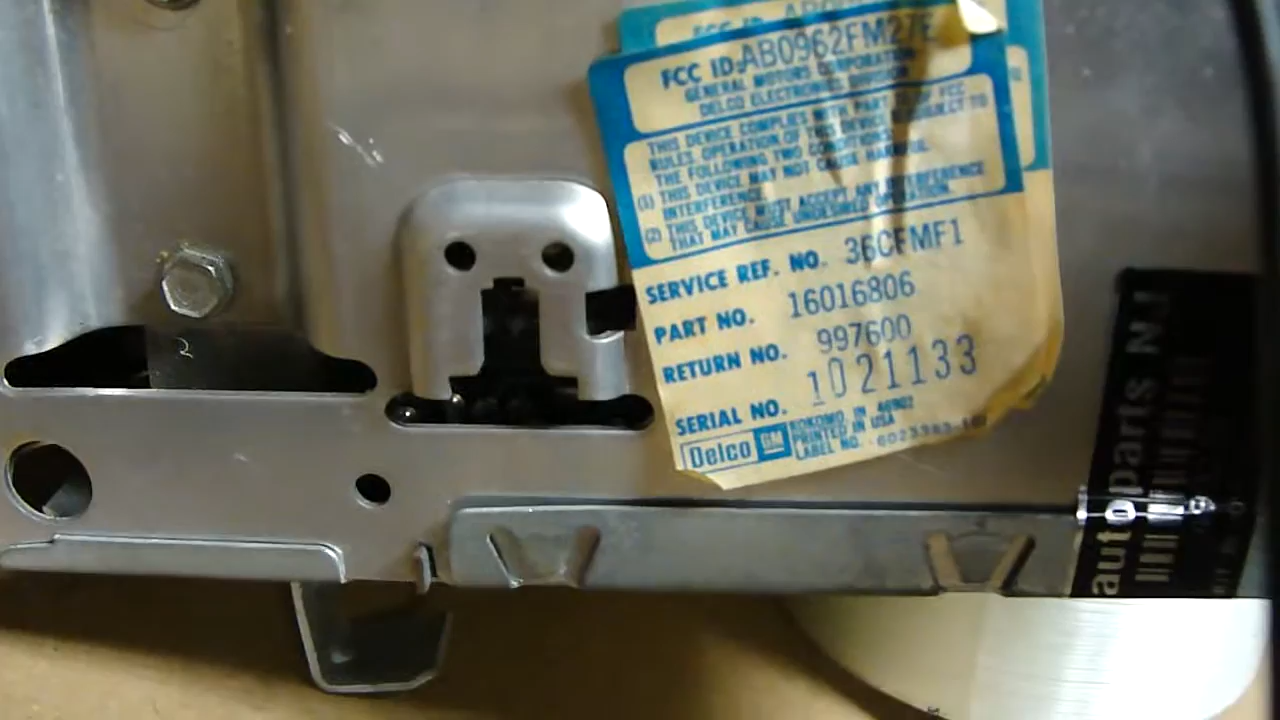 FCC ID: AB0962FM27E
GENERAL MOTORS CORPORATION
DELCO ELECTRONICS DIVISION
THIS DEVICE COMPLIES WITH PART FCC
RULES OPERATION OF THIS DEVICE SUBJECT TO
THE FOLLOWING TWO CONDITIONS
(1) THIS DEVICE MAY NOT CAUSE HARMFUL
INTERFERENCE
(2) THIS DEVICE MUST ACCEPT ANY INTERFERENCE
THAT MAY CAUSE UNDESIRED OPERATION.
SERVICE REF. NO. 36CFMF1
PART NO. 16016806
RETURN NO. 997600
SERIAL NO. 1021133
Delco GM
KOKOMO IN 46902
PRINTED IN USA
LABEL NO.
2
autoparts NJ